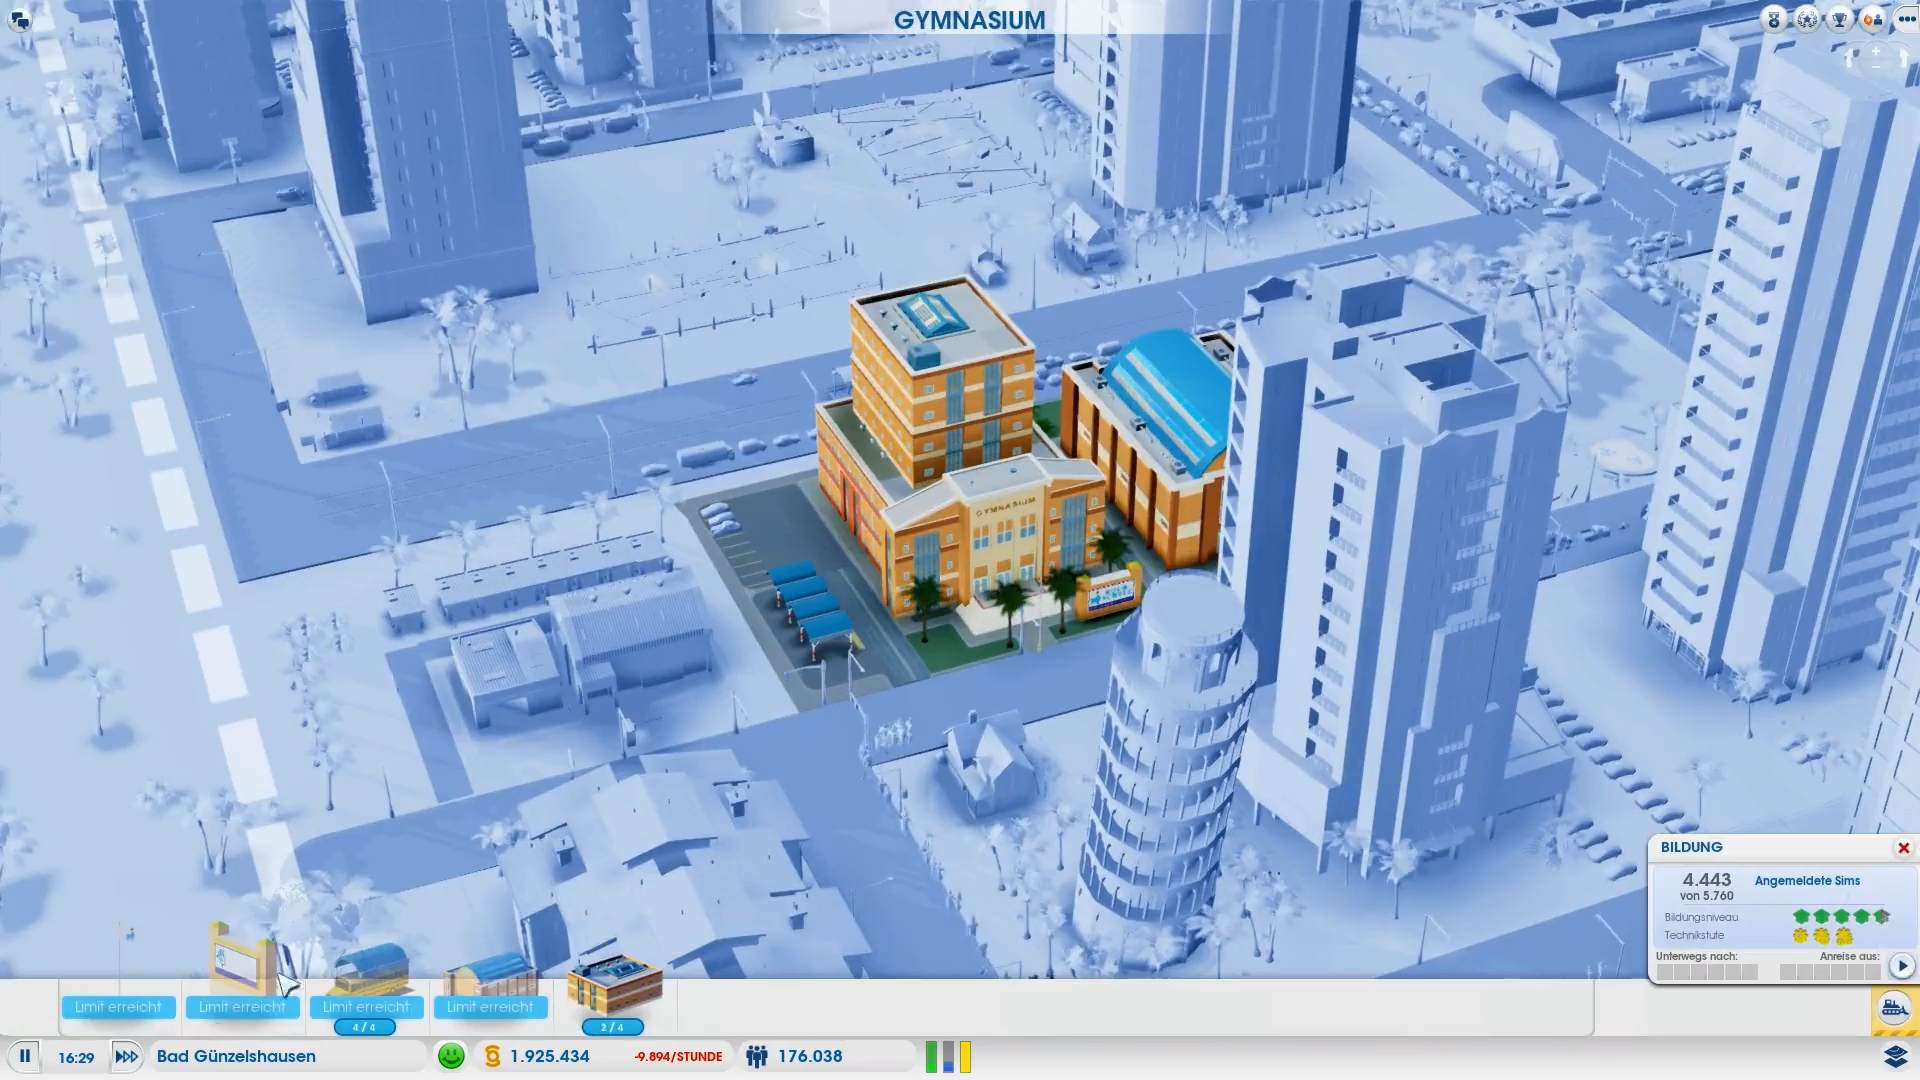 GYMNASIUM
GYMNASIUM
BILDUNG
4.443 Angemeldete Sims
von 5.760
Bildungsniveau
Technikstufe
Unterwegs nach: Anreise aus:
Limit erreicht
Limit erreicht
Limit erreicht
Limit erreicht
4 / 4
2 / 4
16:29 Bad Günzelshausen 1.925.434 -9.894/STUNDE 176.038